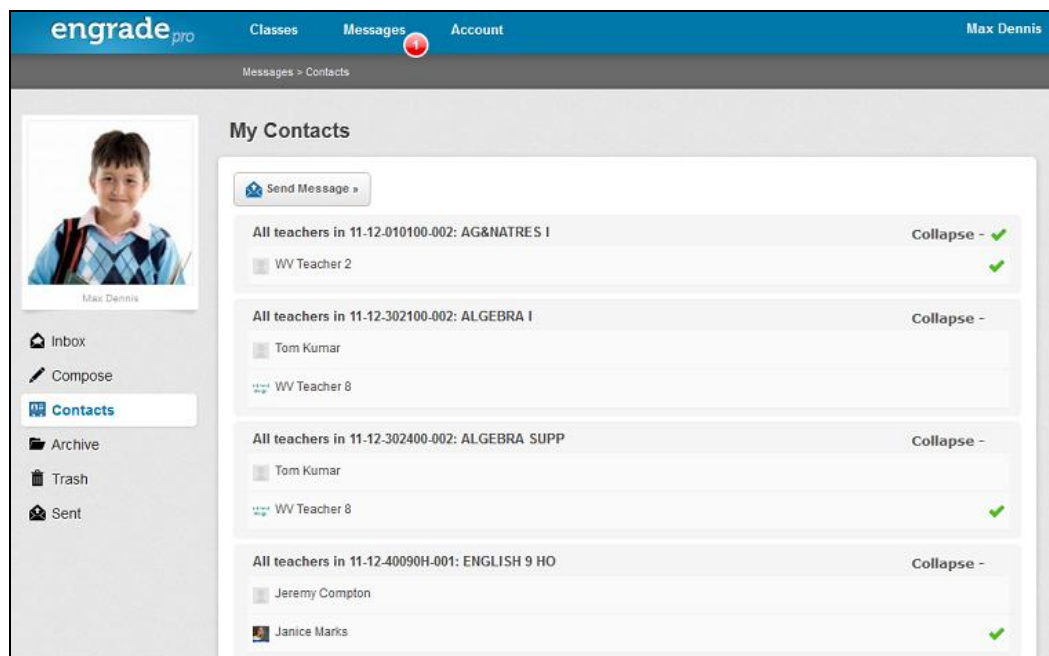 engrade pro Classes Messages 1 Account Max Dennis
Messages > Contacts
Max Dennis
Inbox
Compose
Contacts
Archive
Trash
Sent
My Contacts
Send Message »
All teachers in 11-12-010100-002: AG&NATRES I Collapse -
WV Teacher 2
All teachers in 11-12-302100-002: ALGEBRA I Collapse -
Tom Kumar
WV Teacher 8
All teachers in 11-12-302400-002: ALGEBRA SUPP Collapse -
Tom Kumar
WV Teacher 8
All teachers in 11-12-40090H-001: ENGLISH 9 HO Collapse -
Jeremy Compton
Janice Marks